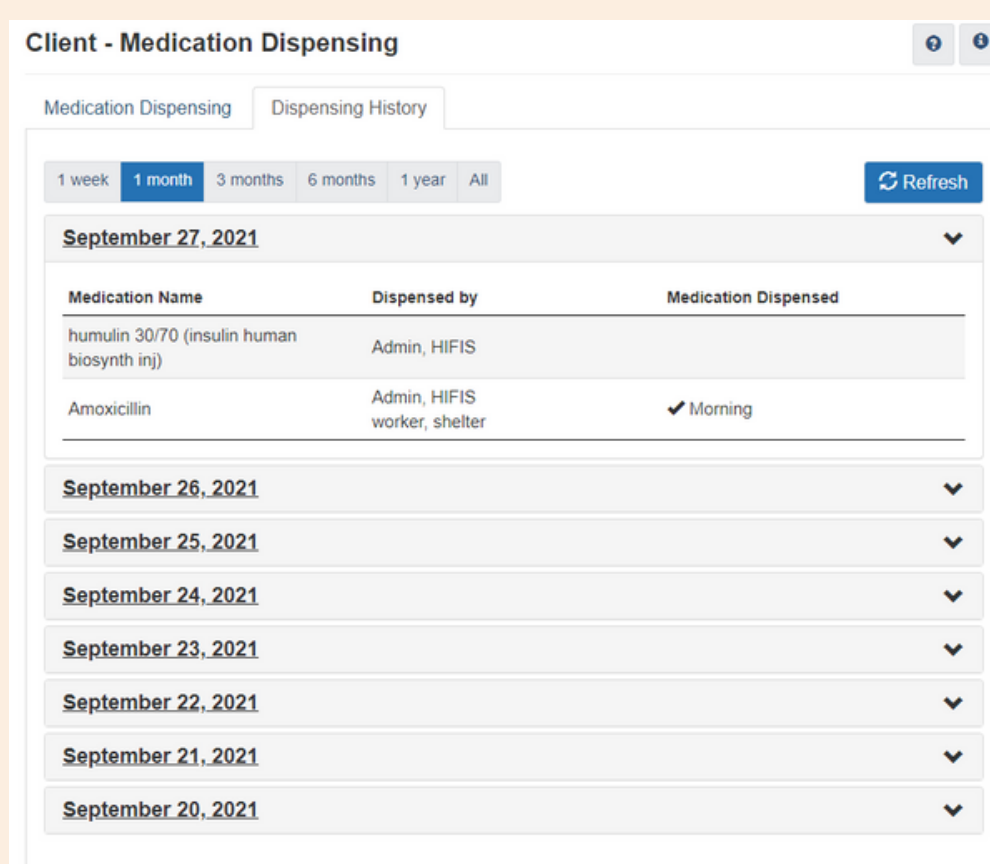 Client - Medication Dispensing
Medication Dispensing Dispensing History
1 week 1 month 3 months 6 months 1 year All Refresh
September 27, 2021
Medication Name Dispensed by Medication Dispensed
humulin 30/70 (insulin human
biosynth inj)
Admin, HIFIS
Amoxicillin
Admin, HIFIS
worker, shelter
✔ Morning
September 26, 2021
September 25, 2021
September 24, 2021
September 23, 2021
September 22, 2021
September 21, 2021
September 20, 2021